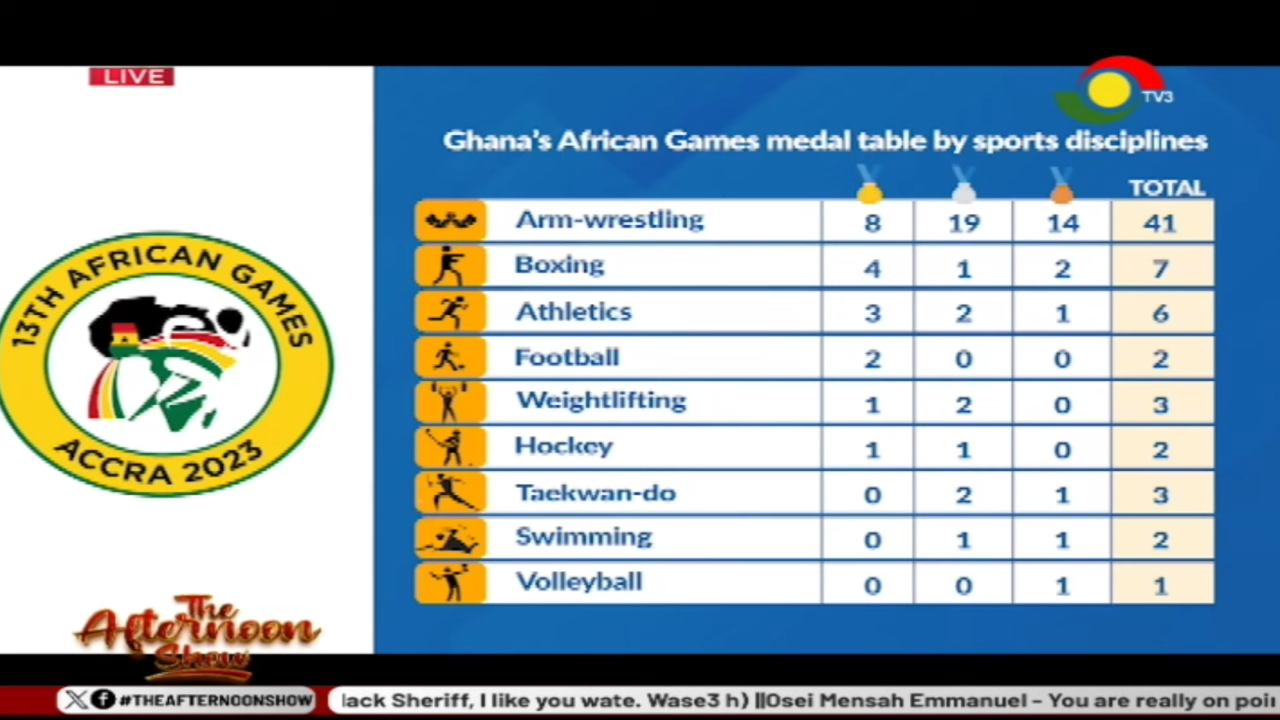 LIVE
TV3
Ghana's African Games medal table by sports disciplines
TOTAL
Arm-wrestling 8 19 14 41
Boxing 4 1 2 7
Athletics 3 2 1 6
Football 2 0 0 2
Weightlifting 1 2 0 3
Hockey 1 1 0 2
Taekwan-do 0 2 1 3
Swimming 0 1 1 2
Volleyball 0 0 1 1
13TH AFRICAN GAMES
ACCRA 2023
The
Afternoon
Show
#THEAFTERNOONSHOW lack Sheriff, I like you wate. Wase3 h) ||Osei Mensah Emmanuel - You are really on poi